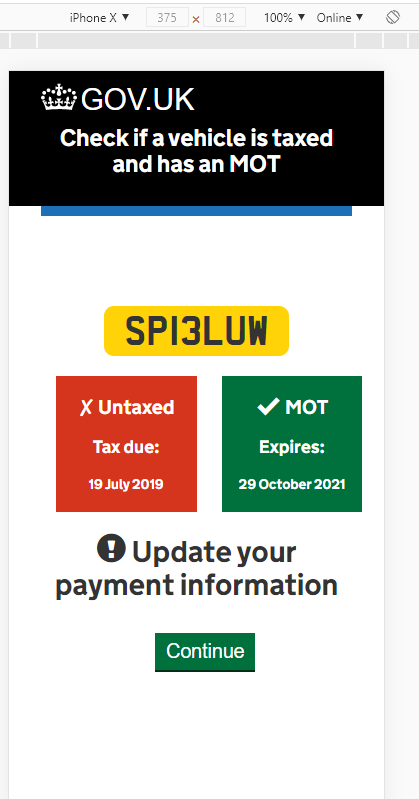 iPhone X ▼ 375 × 812 100% ▼ Online ▼
GOV.UK
Check if a vehicle is taxed
and has an MOT
SP13LUW
✗ Untaxed
Tax due:
19 July 2019
✔ MOT
Expires:
29 October 2021
Update your
payment information
Continue